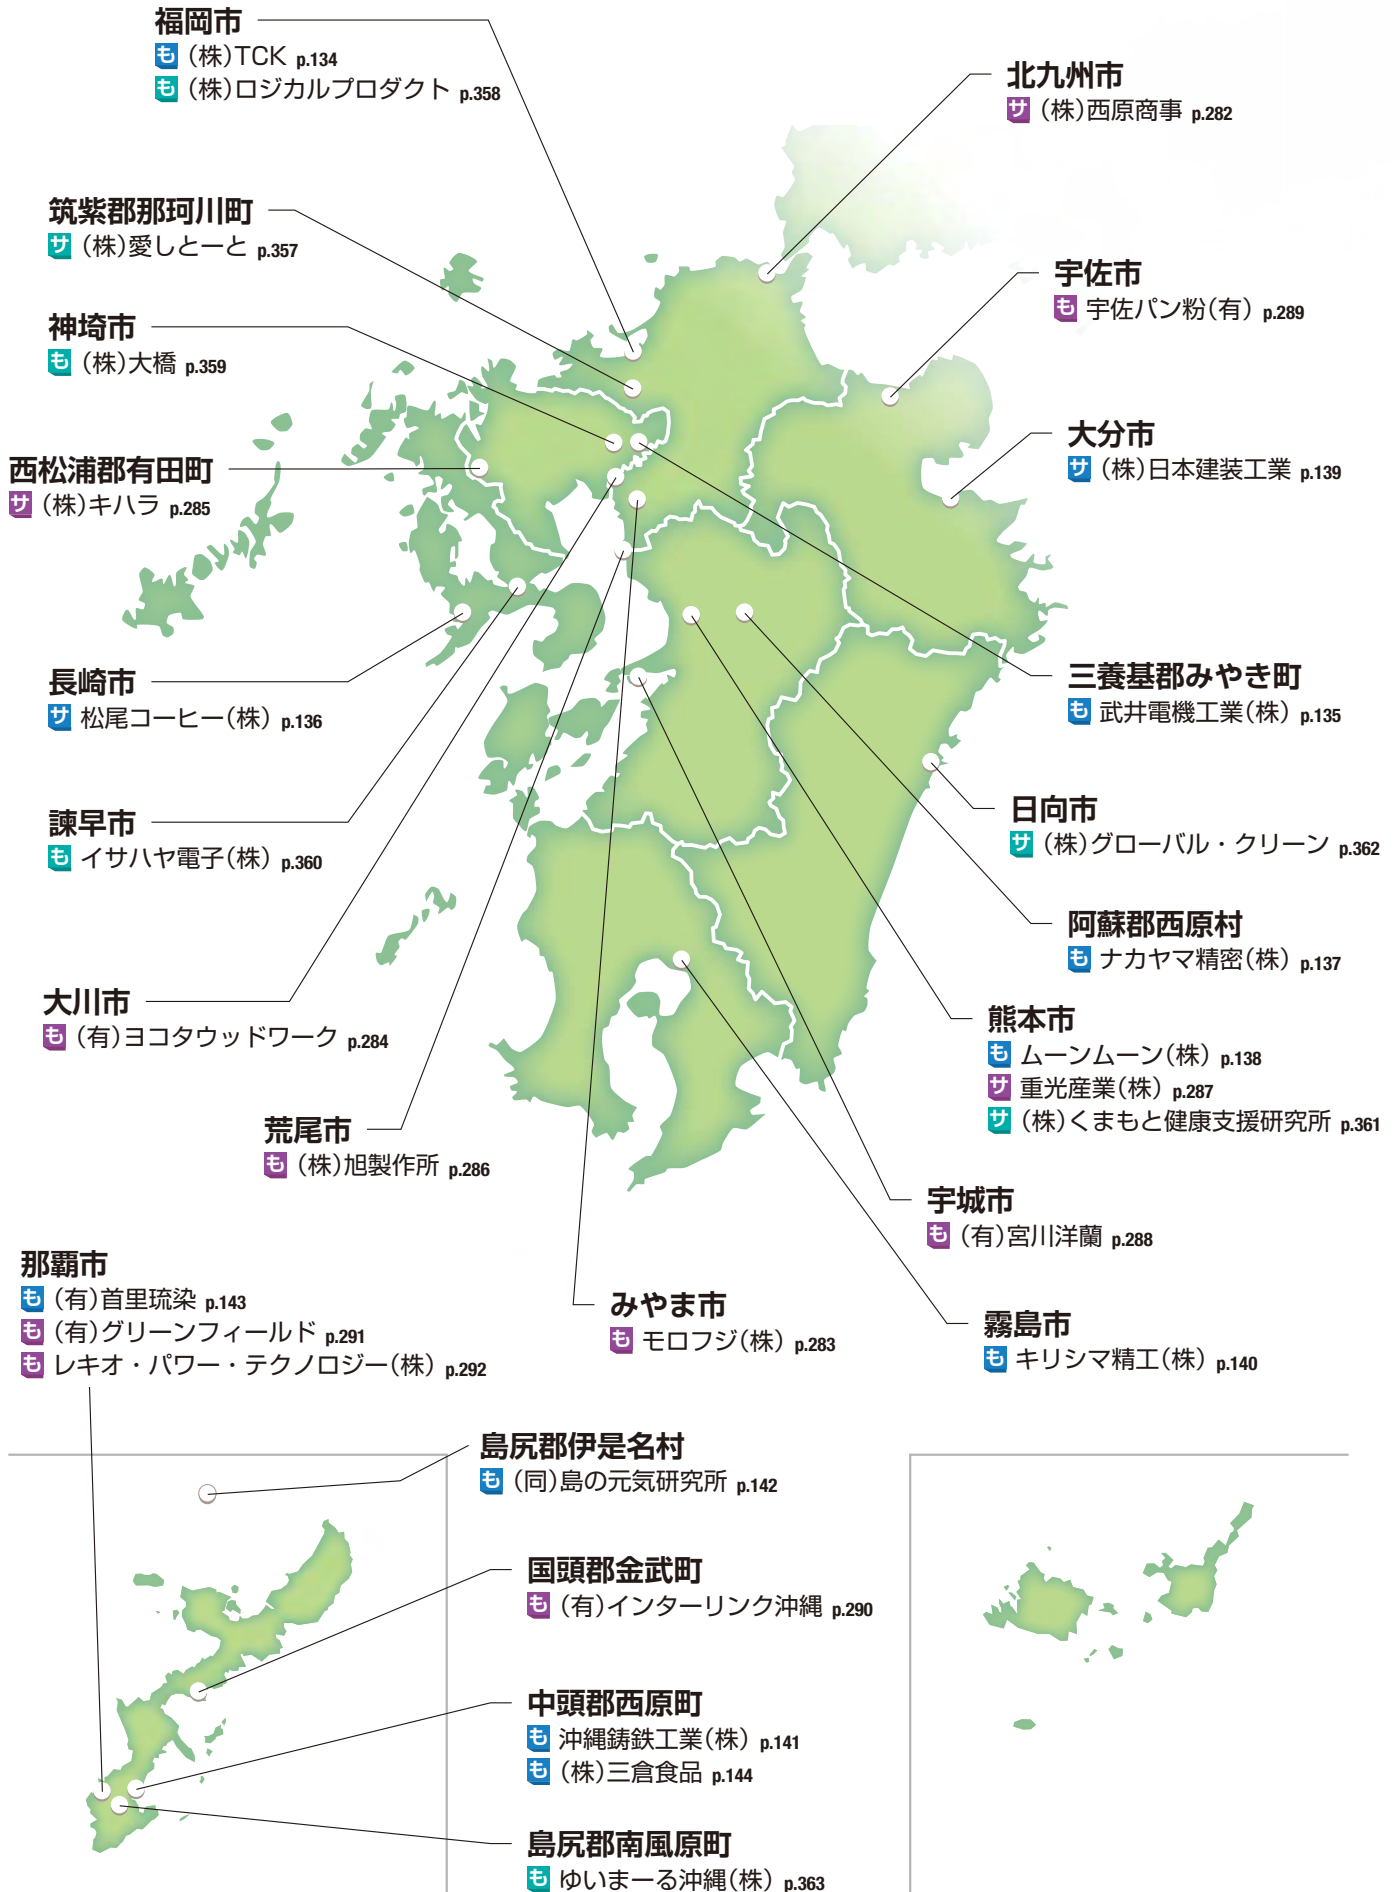 福岡市
も (株)TCK p.134
も (株)ロジカルプロダクト p.358
北九州市
サ (株)西原商事 p.282
筑紫郡那珂川町
サ (株)愛しとーと p.357
宇佐市
も 宇佐パン粉(有) p.289
神埼市
も (株)大橋 p.359
大分市
サ (株)日本建装工業 p.139
西松浦郡有田町
サ (株)キハラ p.285
三養基郡みやき町
も 武井電機工業(株) p.135
長崎市
サ 松尾コーヒー(株) p.136
日向市
サ (株)グローバル・クリーン p.362
諫早市
も イサハヤ電子(株) p.360
阿蘇郡西原村
も ナカヤマ精密(株) p.137
大川市
も (有)ヨコタウッドワーク p.284
熊本市
も ムーンムーン(株) p.138
サ 重光産業(株) p.287
サ (株)くまもと健康支援研究所 p.361
荒尾市
も (株)旭製作所 p.286
宇城市
も (有)宮川洋蘭 p.288
那覇市
も (有)首里琉染 p.143
も (有)グリーンフィールド p.291
も レキオ・パワー・テクノロジー(株) p.292
みやま市
も モロフジ(株) p.283
霧島市
も キリシマ精工(株) p.140
島尻郡伊是名村
も (同)島の元気研究所 p.142
国頭郡金武町
も (有)インターリンク沖縄 p.290
中頭郡西原町
も 沖縄鋳鉄工業(株) p.141
も (株)三倉食品 p.144
島尻郡南風原町
も ゆいまーる沖縄(株) p.363